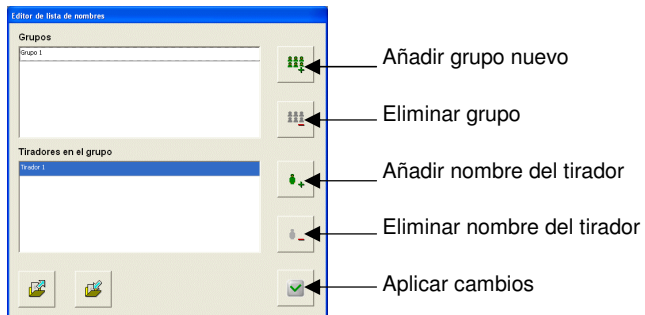 Editor de lista de nombres
Grupos
Grupo 1
Añadir grupo nuevo
Eliminar grupo
Tiradores en el grupo
Tirador 1
Añadir nombre del tirador
Eliminar nombre del tirador
Aplicar cambios